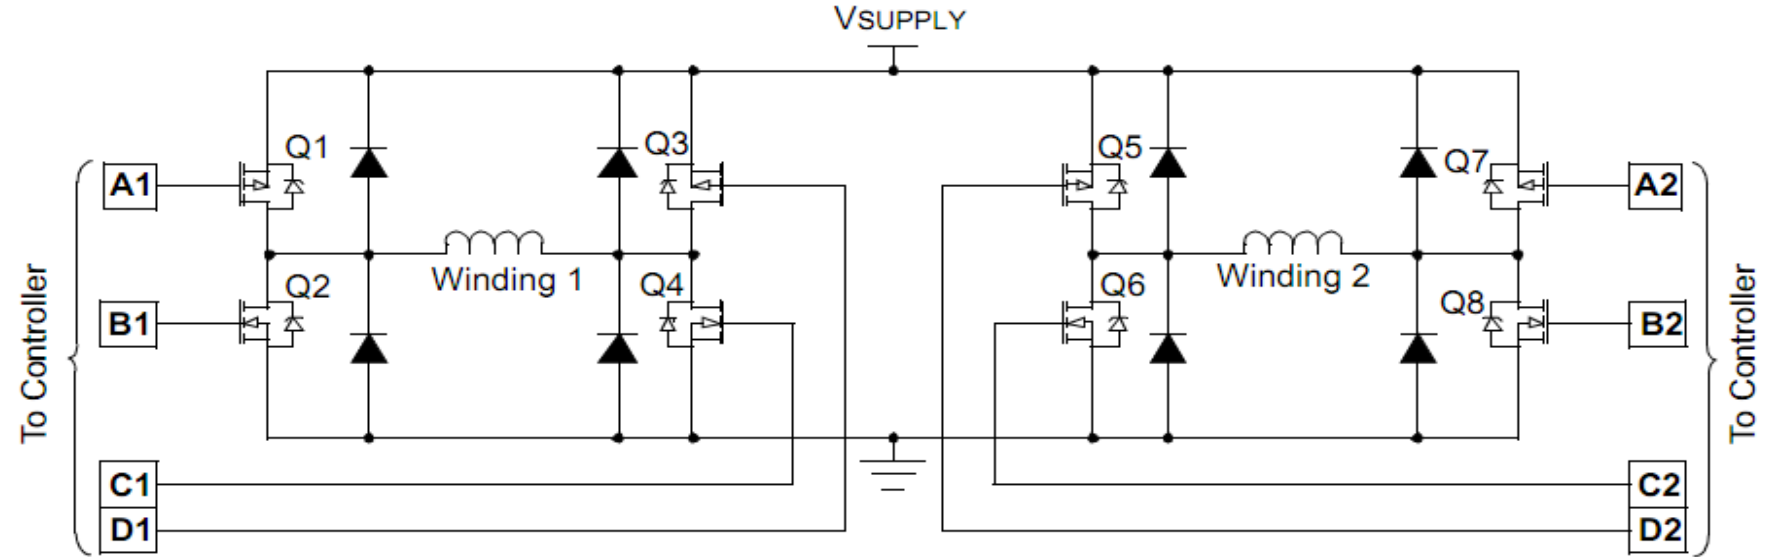 VSUPPLY
Q1
Q3
Q5
Q7
A1
A2
Winding 1
Winding 2
Q2
Q4
Q6
Q8
B1
B2
To Controller
To Controller
C1
C2
D1
D2